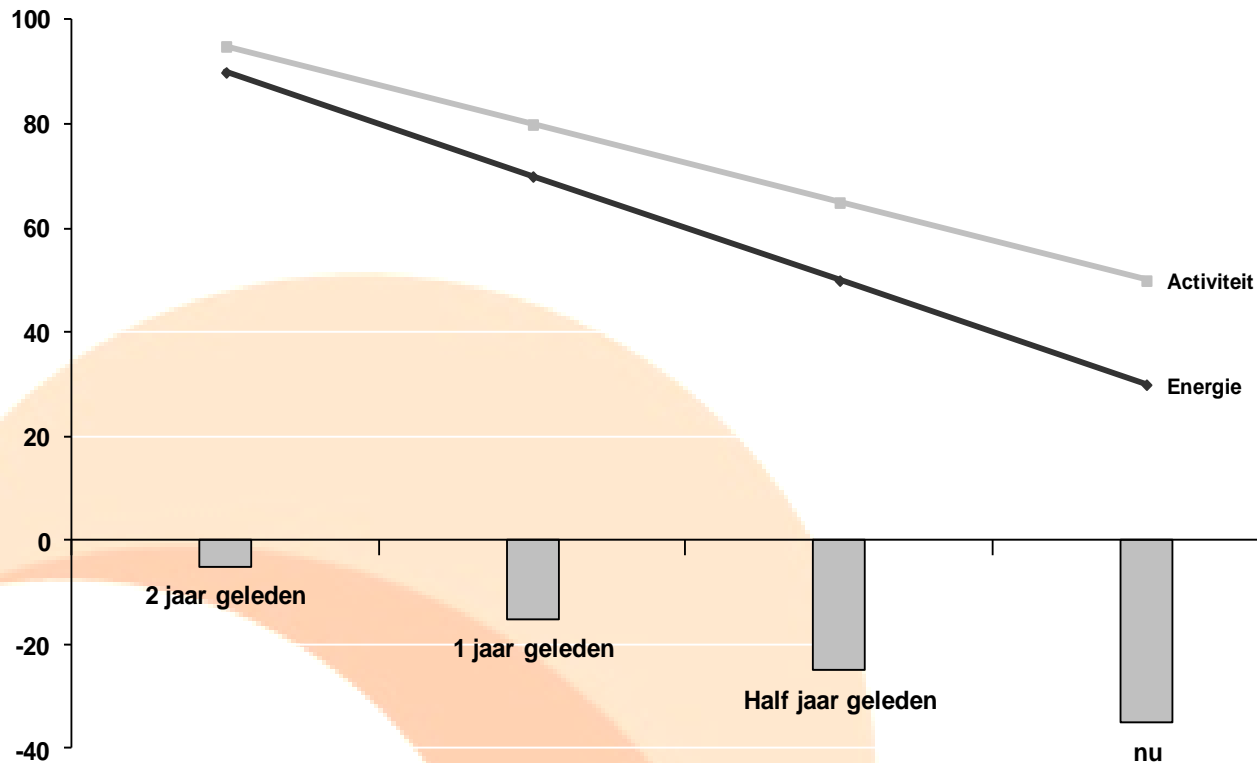 100
80
60
40
20
0
-20
-40
Activiteit
Energie
2 jaar geleden
1 jaar geleden
Half jaar geleden
nu